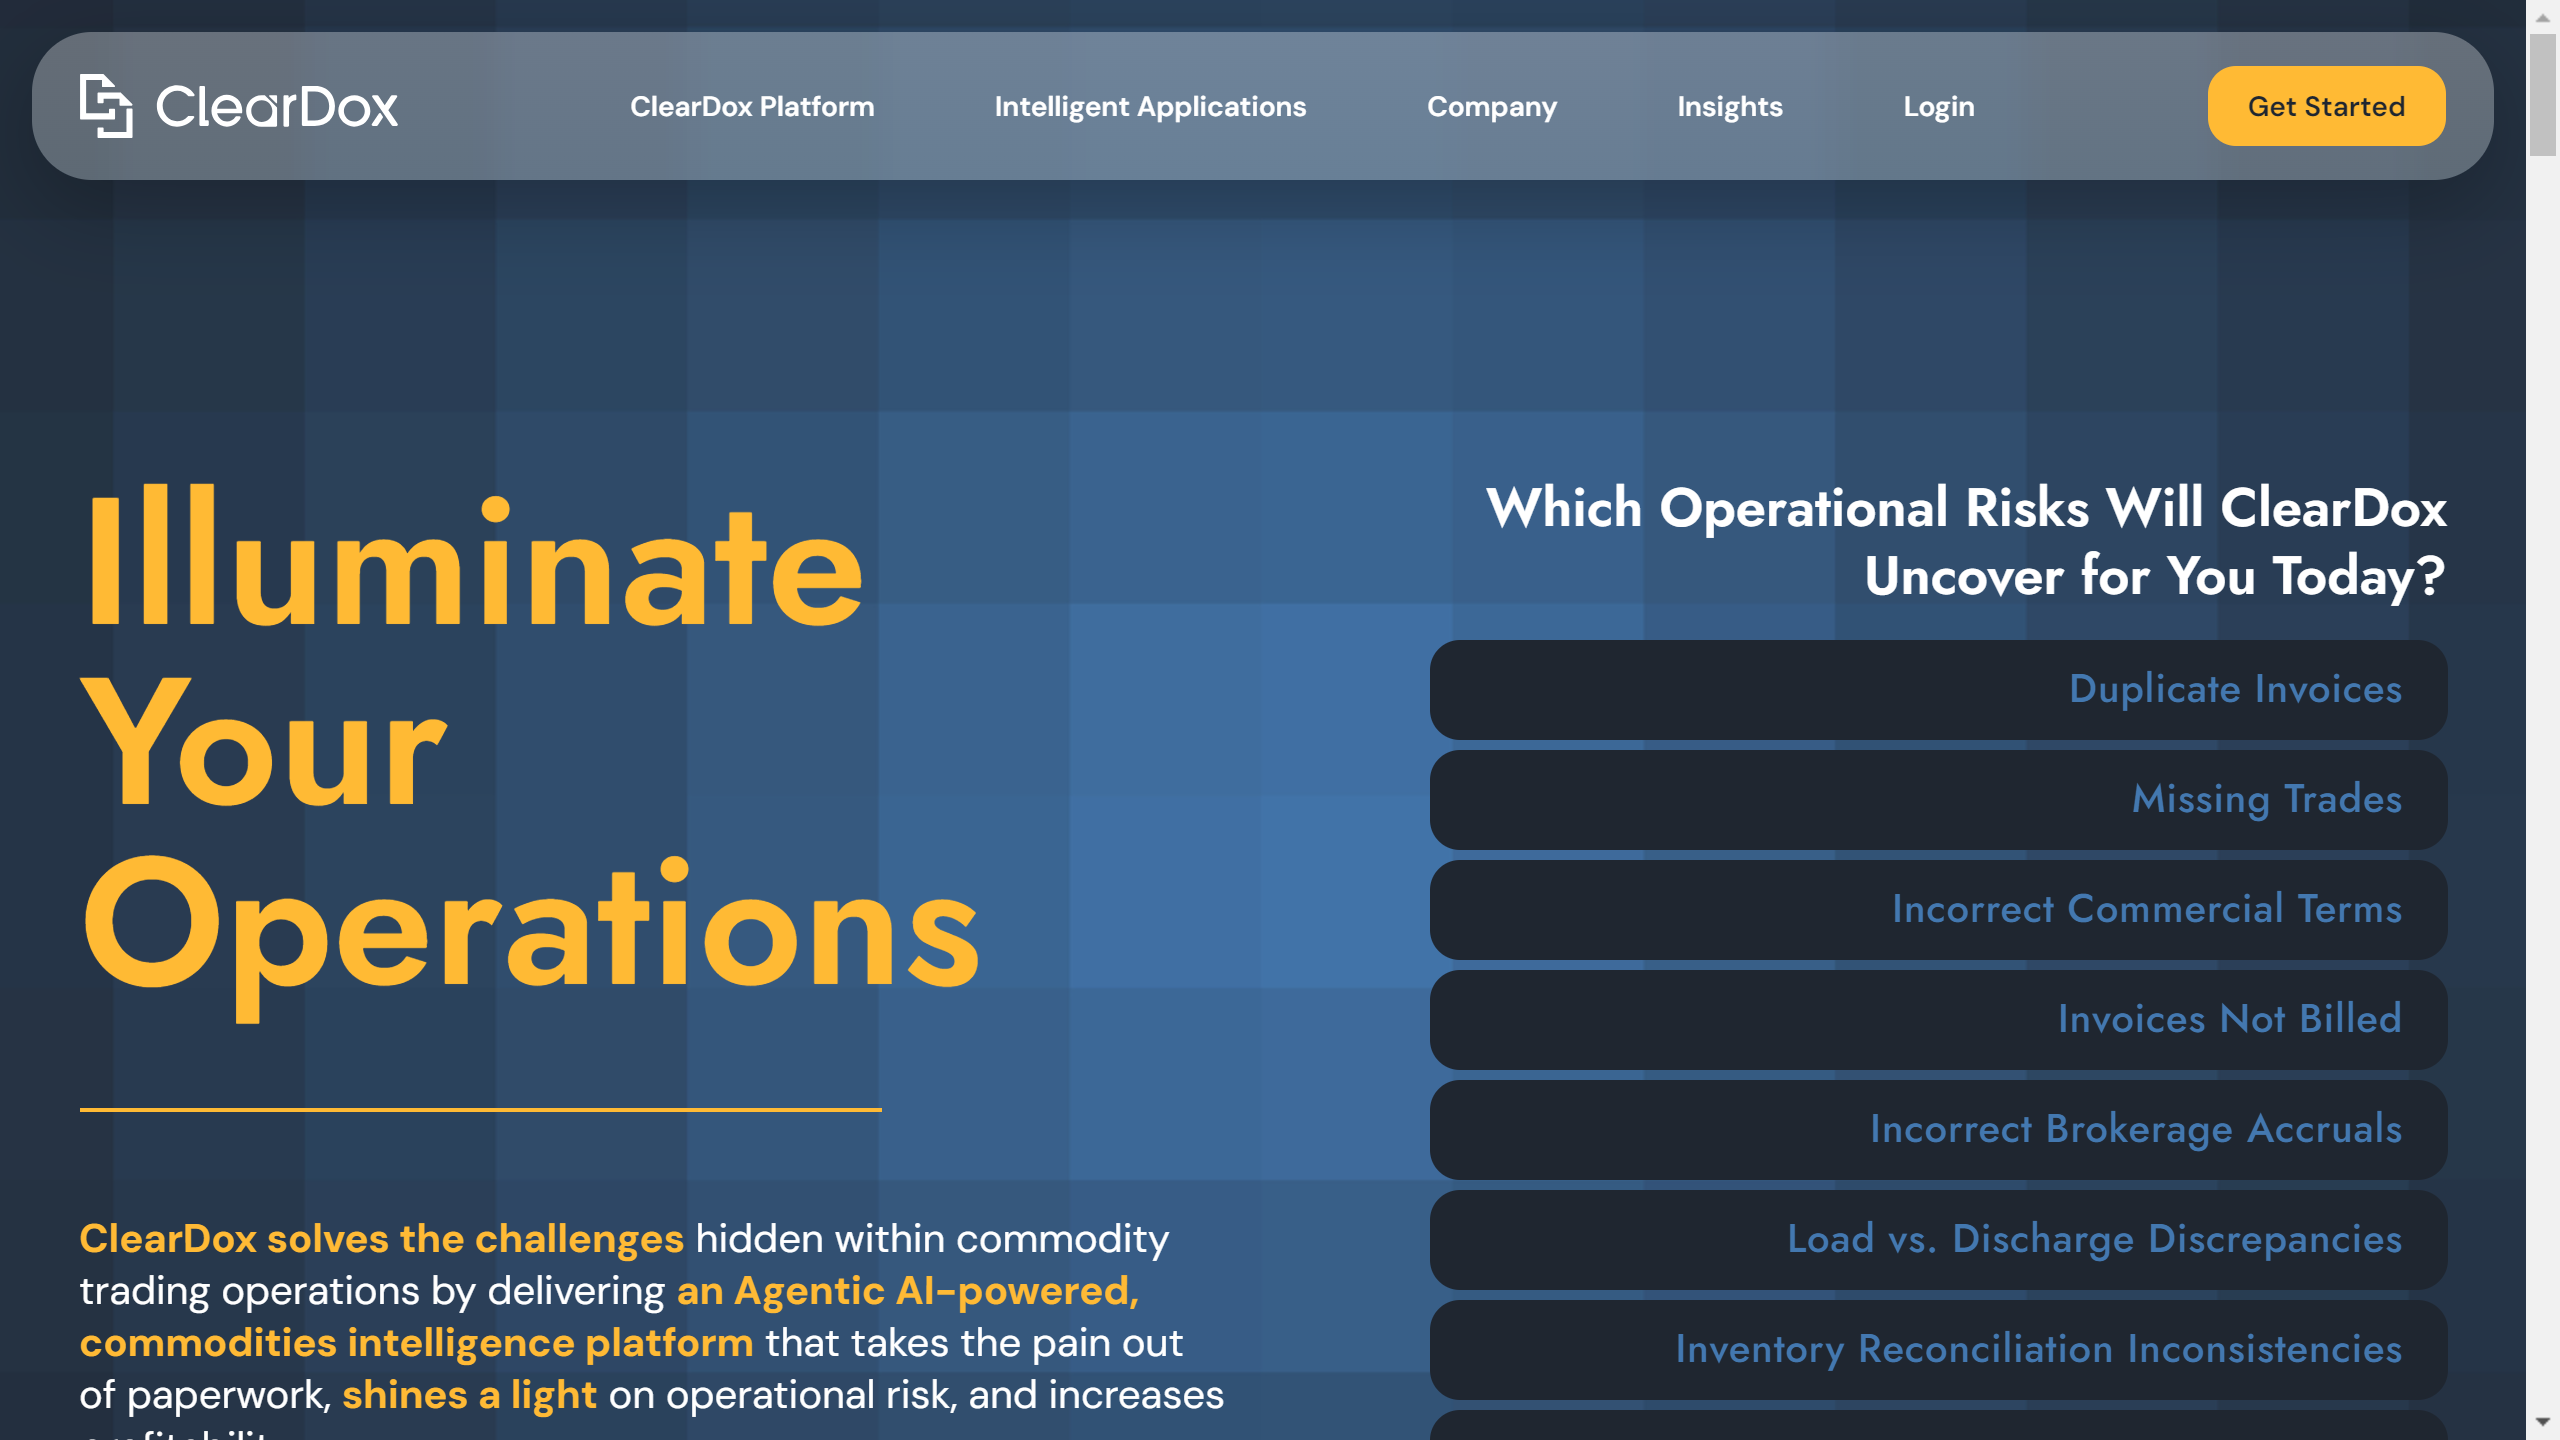 ClearDox
ClearDox Platform
Intelligent Applications
Company
Insights
Login
Get Started
Illuminate
Your
Operations
ClearDox solves the challenges hidden within commodity
trading operations by delivering an Agentic AI-powered,
commodities intelligence platform that takes the pain out
of paperwork, shines a light on operational risk, and increases
Which Operational Risks Will ClearDox
Uncover for You Today?
Duplicate Invoices
Missing Trades
Incorrect Commercial Terms
Invoices Not Billed
Incorrect Brokerage Accruals
Load vs. Discharge Discrepancies
Inventory Reconciliation Inconsistencies